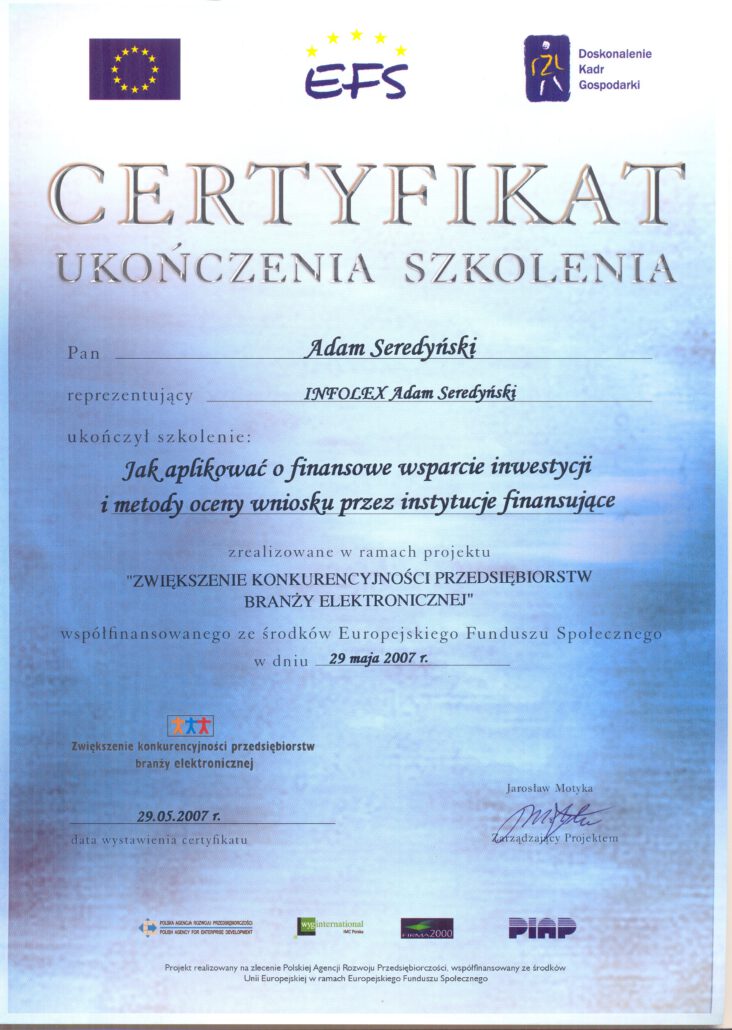 EFS
Doskonalenie
Kadr
Gospodarki
CERTYFIKAT
UKOŃCZENIA SZKOLENIA
Pan Adam Seredyński
reprezentujący INFOLEX Adam Seredyński
ukończył szkolenie:
Jak aplikować o finansowe wsparcie inwestycji
i metody oceny wniosku przez instytucje finansujące
zrealizowane w ramach projektu
"ZWIĘKSZENIE KONKURENCYJNOŚCI PRZEDSIĘBIORSTW
BRANŻY ELEKTRONICZNEJ"
współfinansowanego ze środków Europejskiego Funduszu Społecznego
w dniu 29 maja 2007 r.
Zwiększenie konkurencyjności przedsiębiorstw
branży elektronicznej
Jarosław Motyka
29.05.2007 r.
Zarządzający Projektem
data wystawienia certyfikatu
POLSKA AGENCJA ROZWOJU PRZEDSIĘBIORCZOŚCI
POLISH AGENCY FOR ENTERPRISE DEVELOPMENT
wyginternational
IMC Polska
FIRMA2000
PIAP
Projekt realizowany na zlecenie Polskiej Agencji Rozwoju Przedsiębiorczości, współfinansowany ze środków
Unii Europejskiej w ramach Europejskiego Funduszu Społecznego